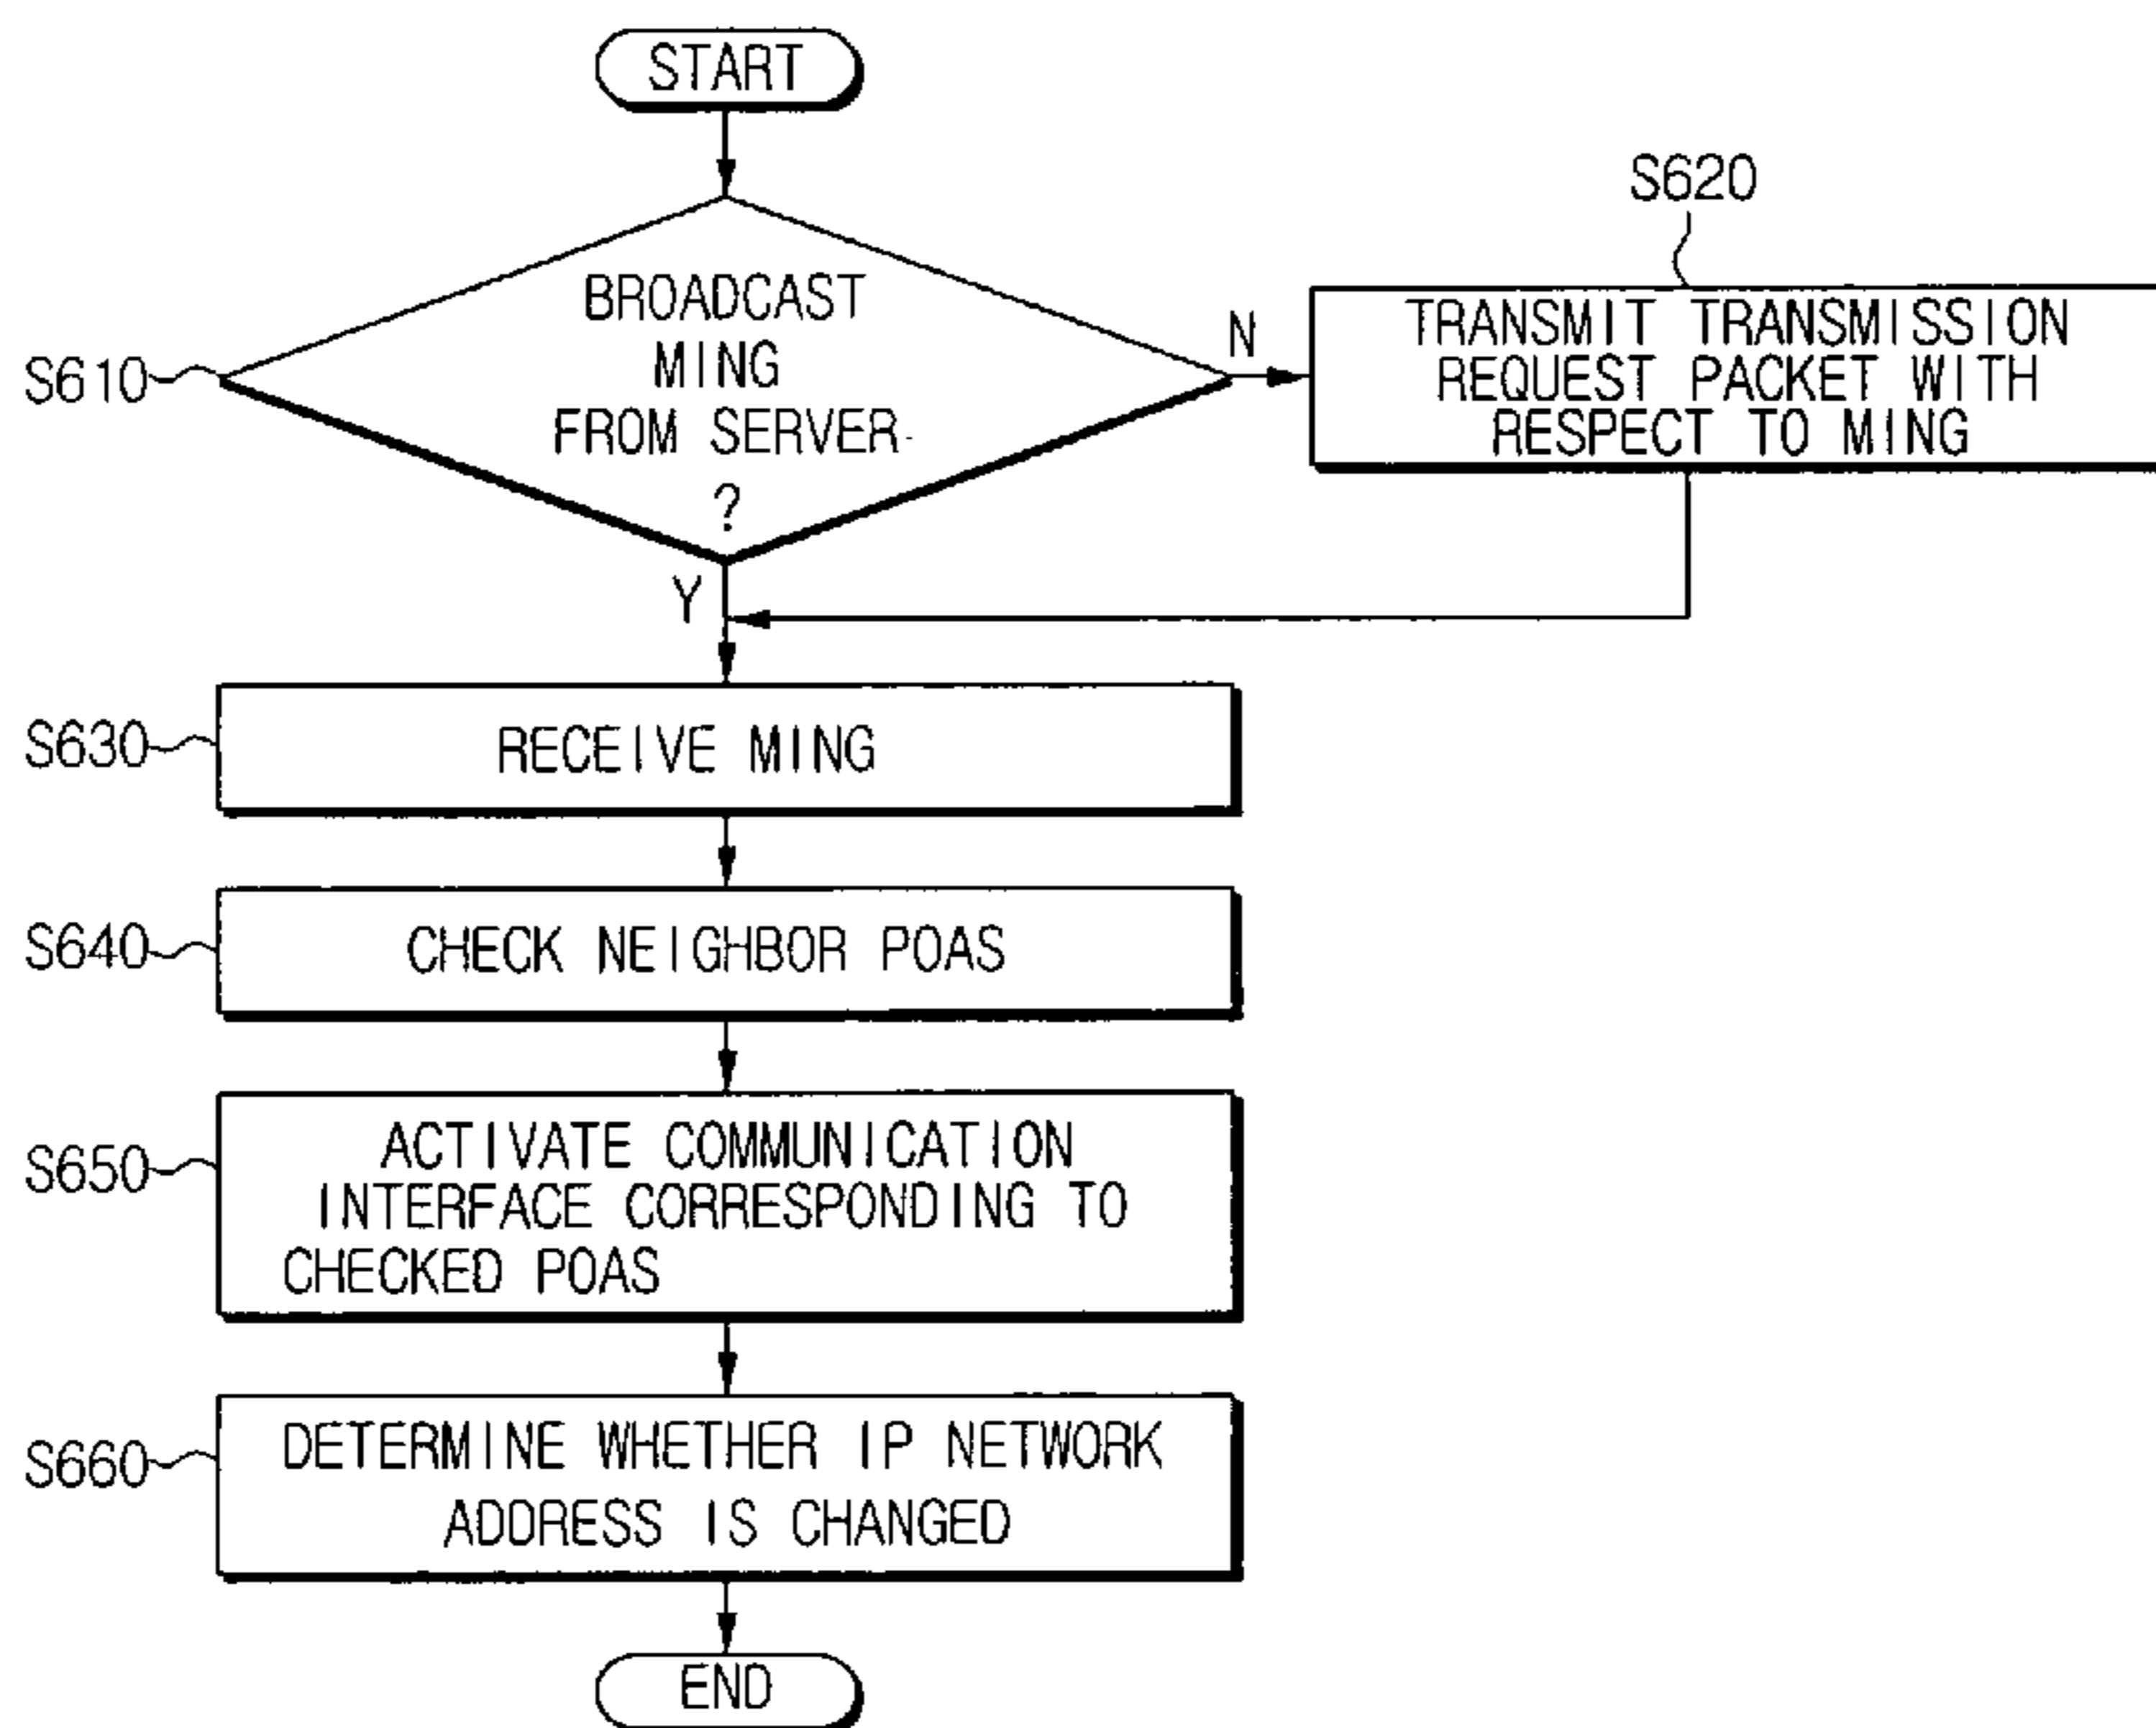 START
S620
BROADCAST
MING
FROM SERVER
?
S610
N
TRANSMIT TRANSMISSION
REQUEST PACKET WITH
RESPECT TO MING
Y
S630
RECEIVE MING
S640
CHECK NEIGHBOR POAS
S650
ACTIVATE COMMUNICATION
INTERFACE CORRESPONDING TO
CHECKED POAS
S660
DETERMINE WHETHER IP NETWORK
ADDRESS IS CHANGED
END